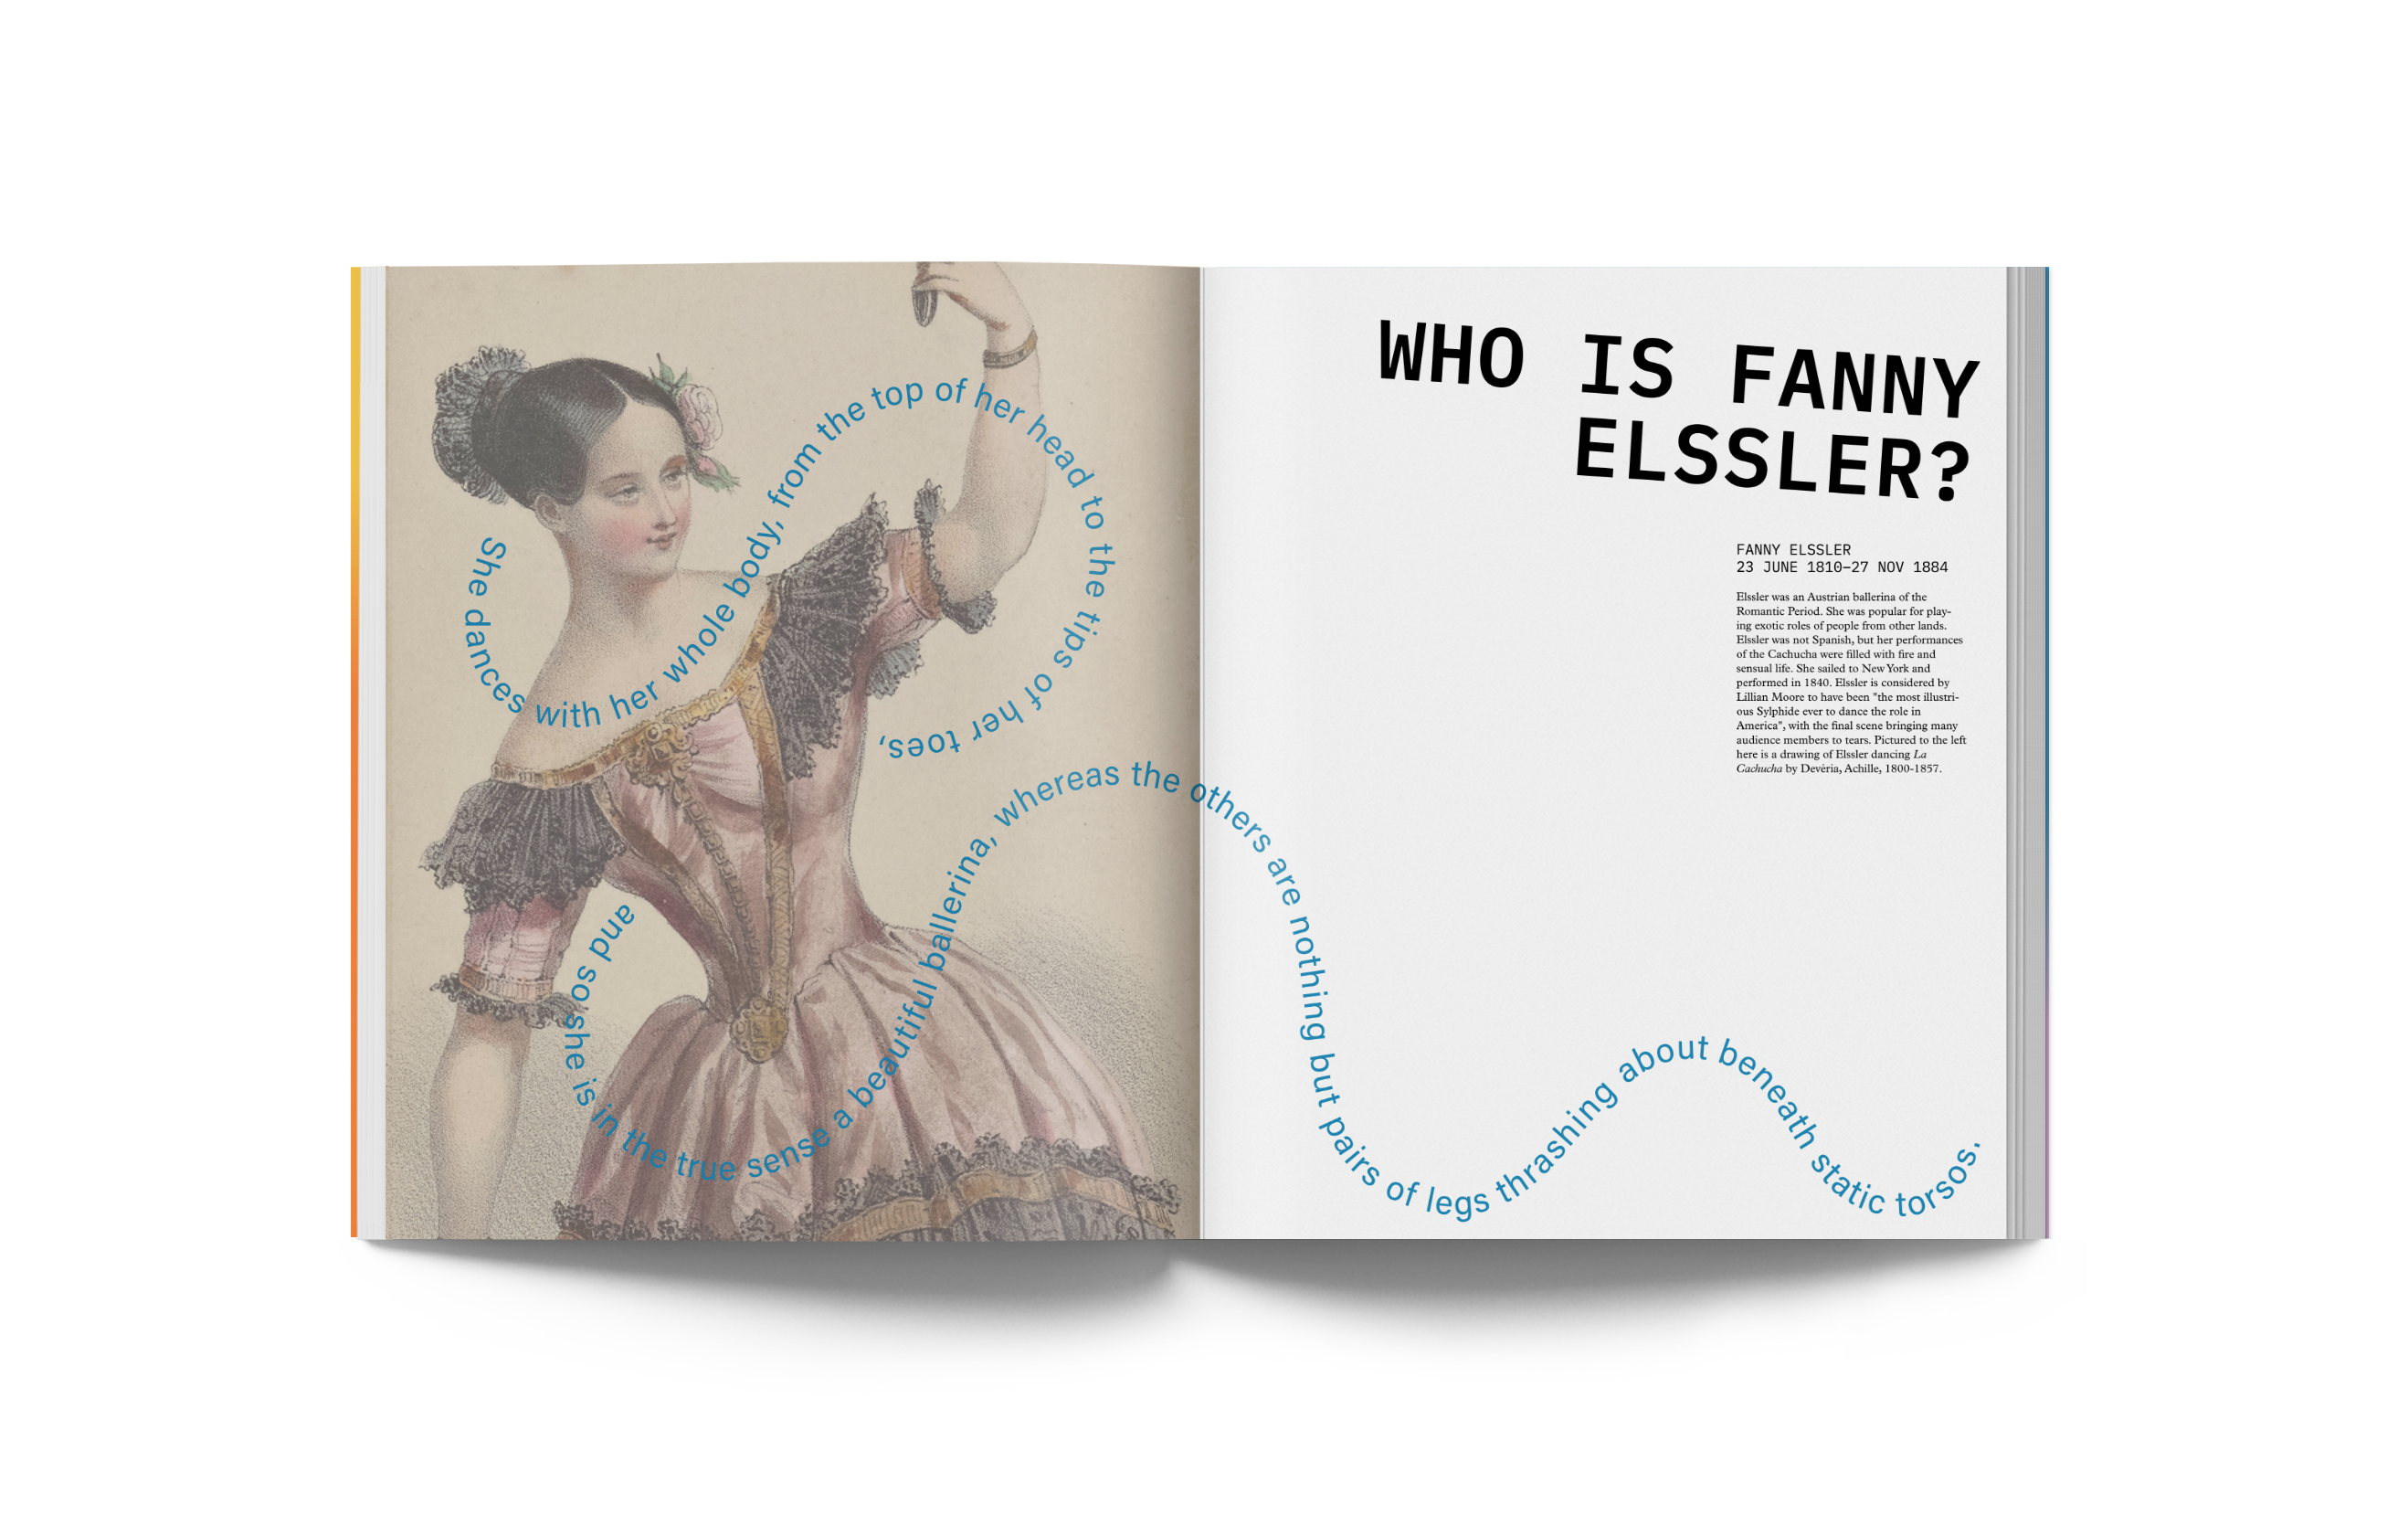 She dances with her whole body, from the top of her head to the tips of her toes,
and so she is in the true sense a beautiful ballerina, whereas the others are nothing but pairs of legs thrashing about beneath static torsos.
WHO IS FANNY
ELSSLER?
FANNY ELSSLER
23 JUNE 1810–27 NOV 1884
Elssler was an Austrian ballerina of the
Romantic Period. She was popular for play-
ing exotic roles of people from other lands.
Elssler was not Spanish, but her performances
of the Cachucha were filled with fire and
sensual life. She sailed to New York and
performed in 1840. Elssler is considered by
Lillian Moore to have been "the most illustri-
ous Sylphide ever to dance the role in
America", with the final scene bringing many
audience members to tears. Pictured to the left
here is a drawing of Elssler dancing La
Cachucha by Devéria, Achille, 1800-1857.